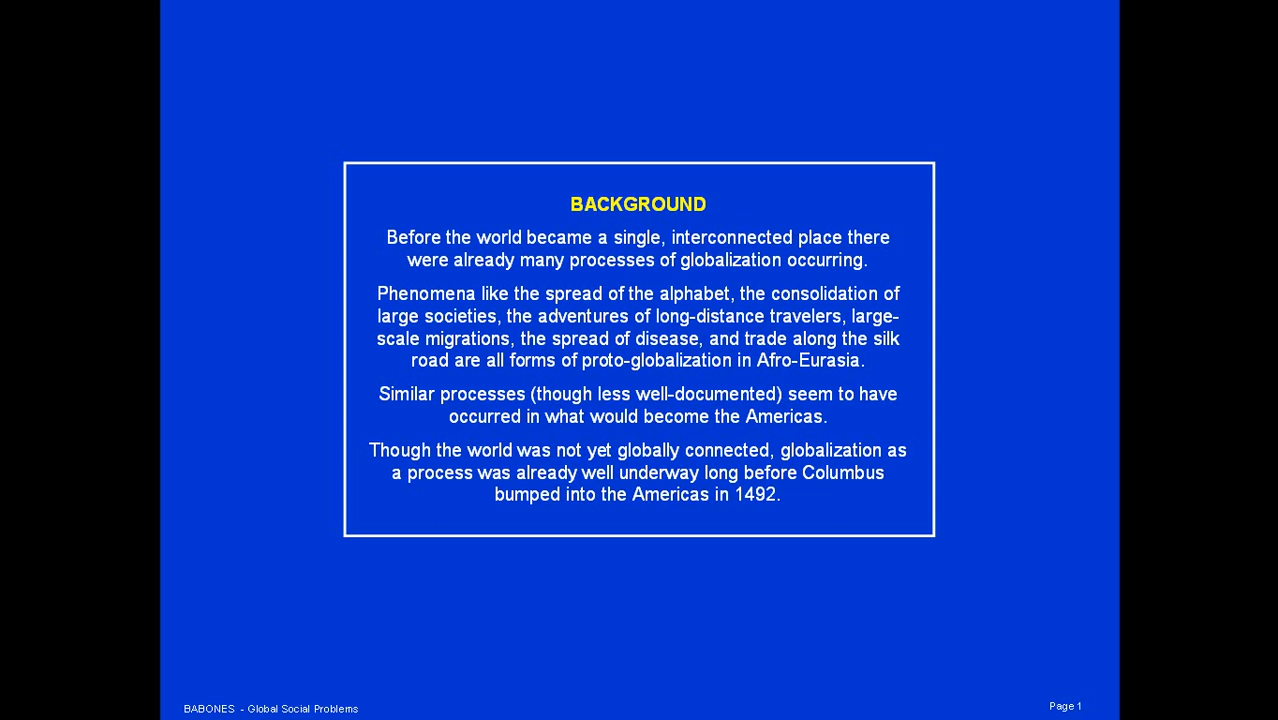 BACKGROUND
Before the world became a single, interconnected place there
were already many processes of globalization occurring.
Phenomena like the spread of the alphabet, the consolidation of
large societies, the adventures of long-distance travelers, large-
scale migrations, the spread of disease, and trade along the silk
road are all forms of proto-globalization in Afro-Eurasia.
Similar processes (though less well-documented) seem to have
occurred in what would become the Americas.
Though the world was not yet globally connected, globalization as
a process was already well underway long before Columbus
bumped into the Americas in 1492.
BABONES - Global Social Problems
Page 1